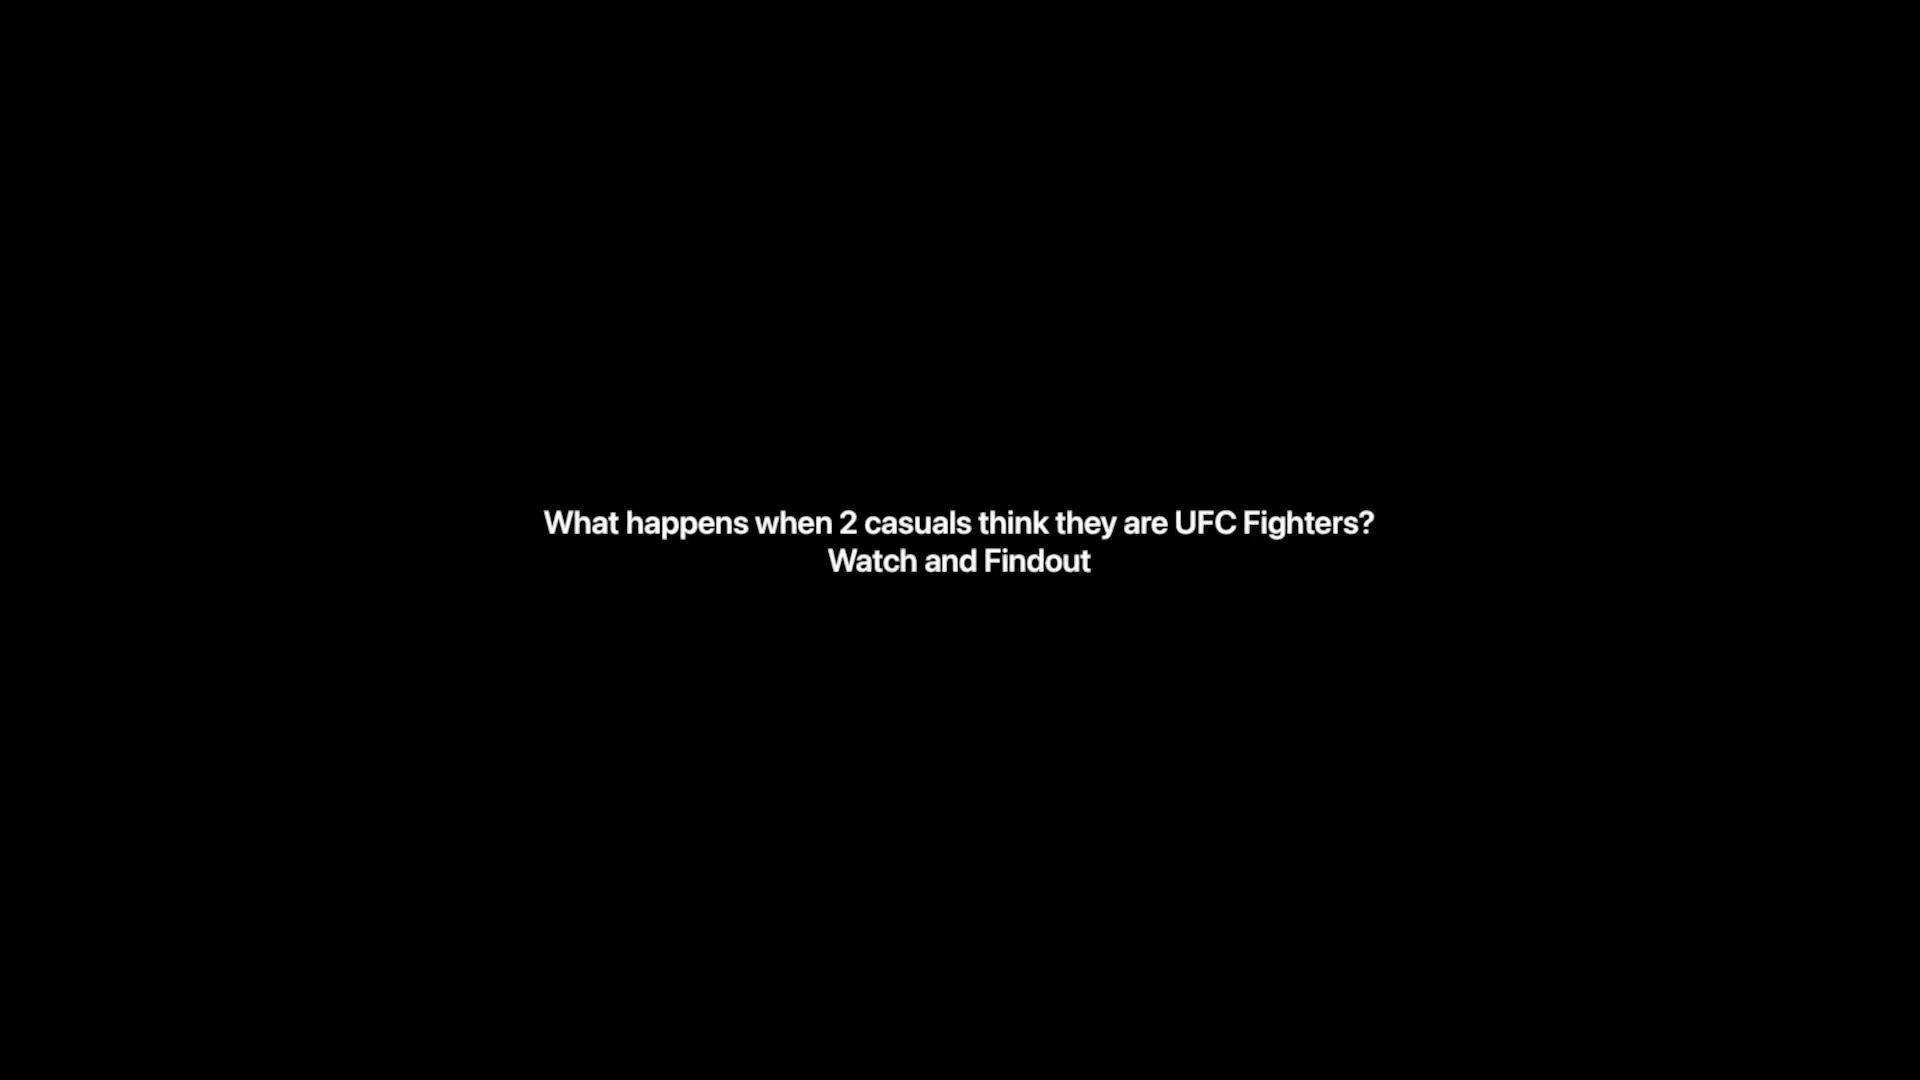 What happens when 2 casuals think they are UFC Fighters?
Watch and Findout